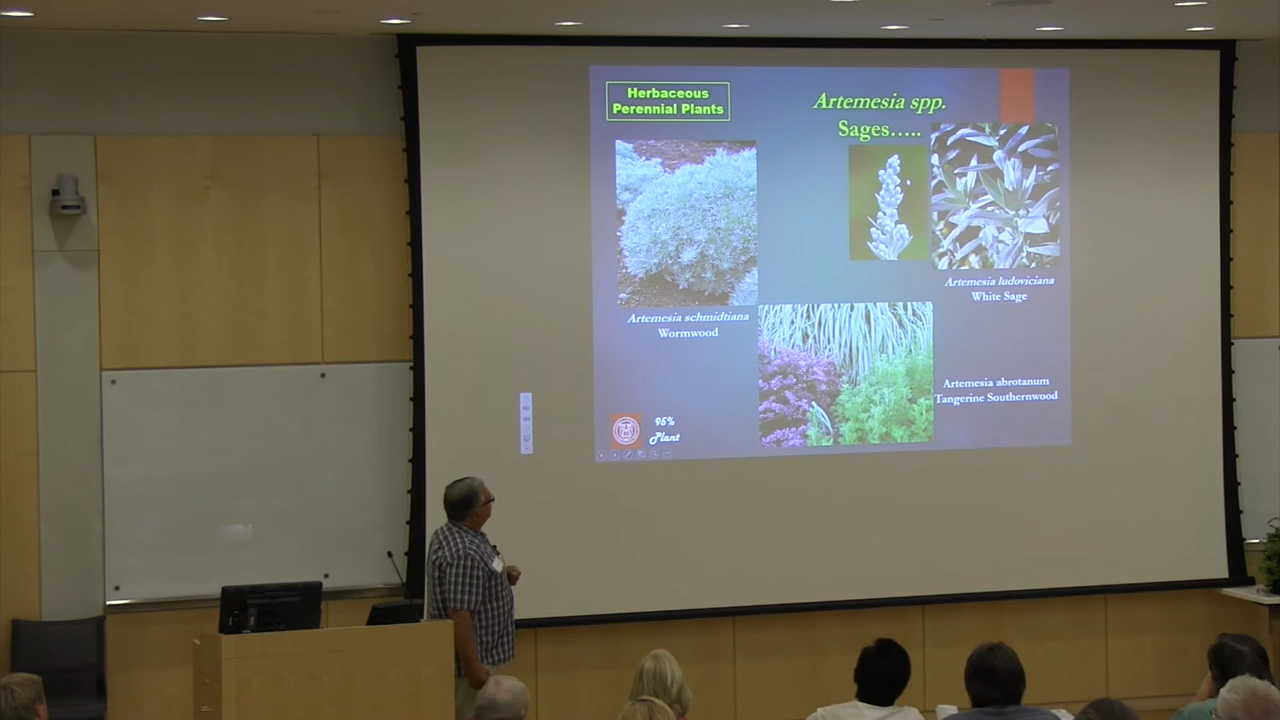 Herbaceous
Perennial Plants
Artemesia spp.
Sages.....
Artemesia schmidtiana
Wormwood
Artemesia ludoviciana
White Sage
Artemesia abrotanum
Tangerine Southernwood
95%
Plant